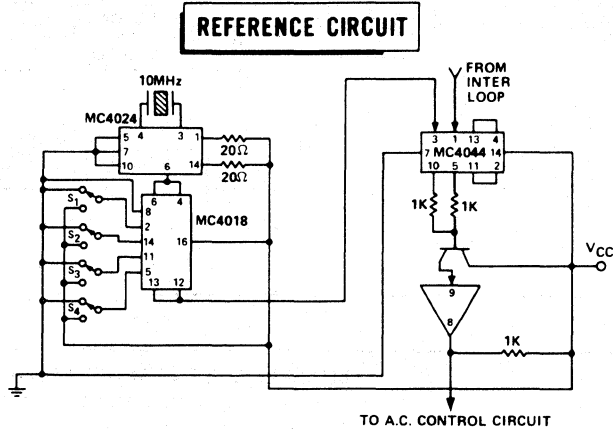 REFERENCE CIRCUIT
10MHz
MC4024
4 3
5 1
7
10 14
6
20Ω
20Ω
FROM
INTER
LOOP
3 1 13 4
7 MC4044 14
10 5 11 2
1K 1K
6 4
MC4018
8
2
14 16
11
5
13 12
S1
S2
S3
S4
VCC
9
8
1K
TO A.C. CONTROL CIRCUIT